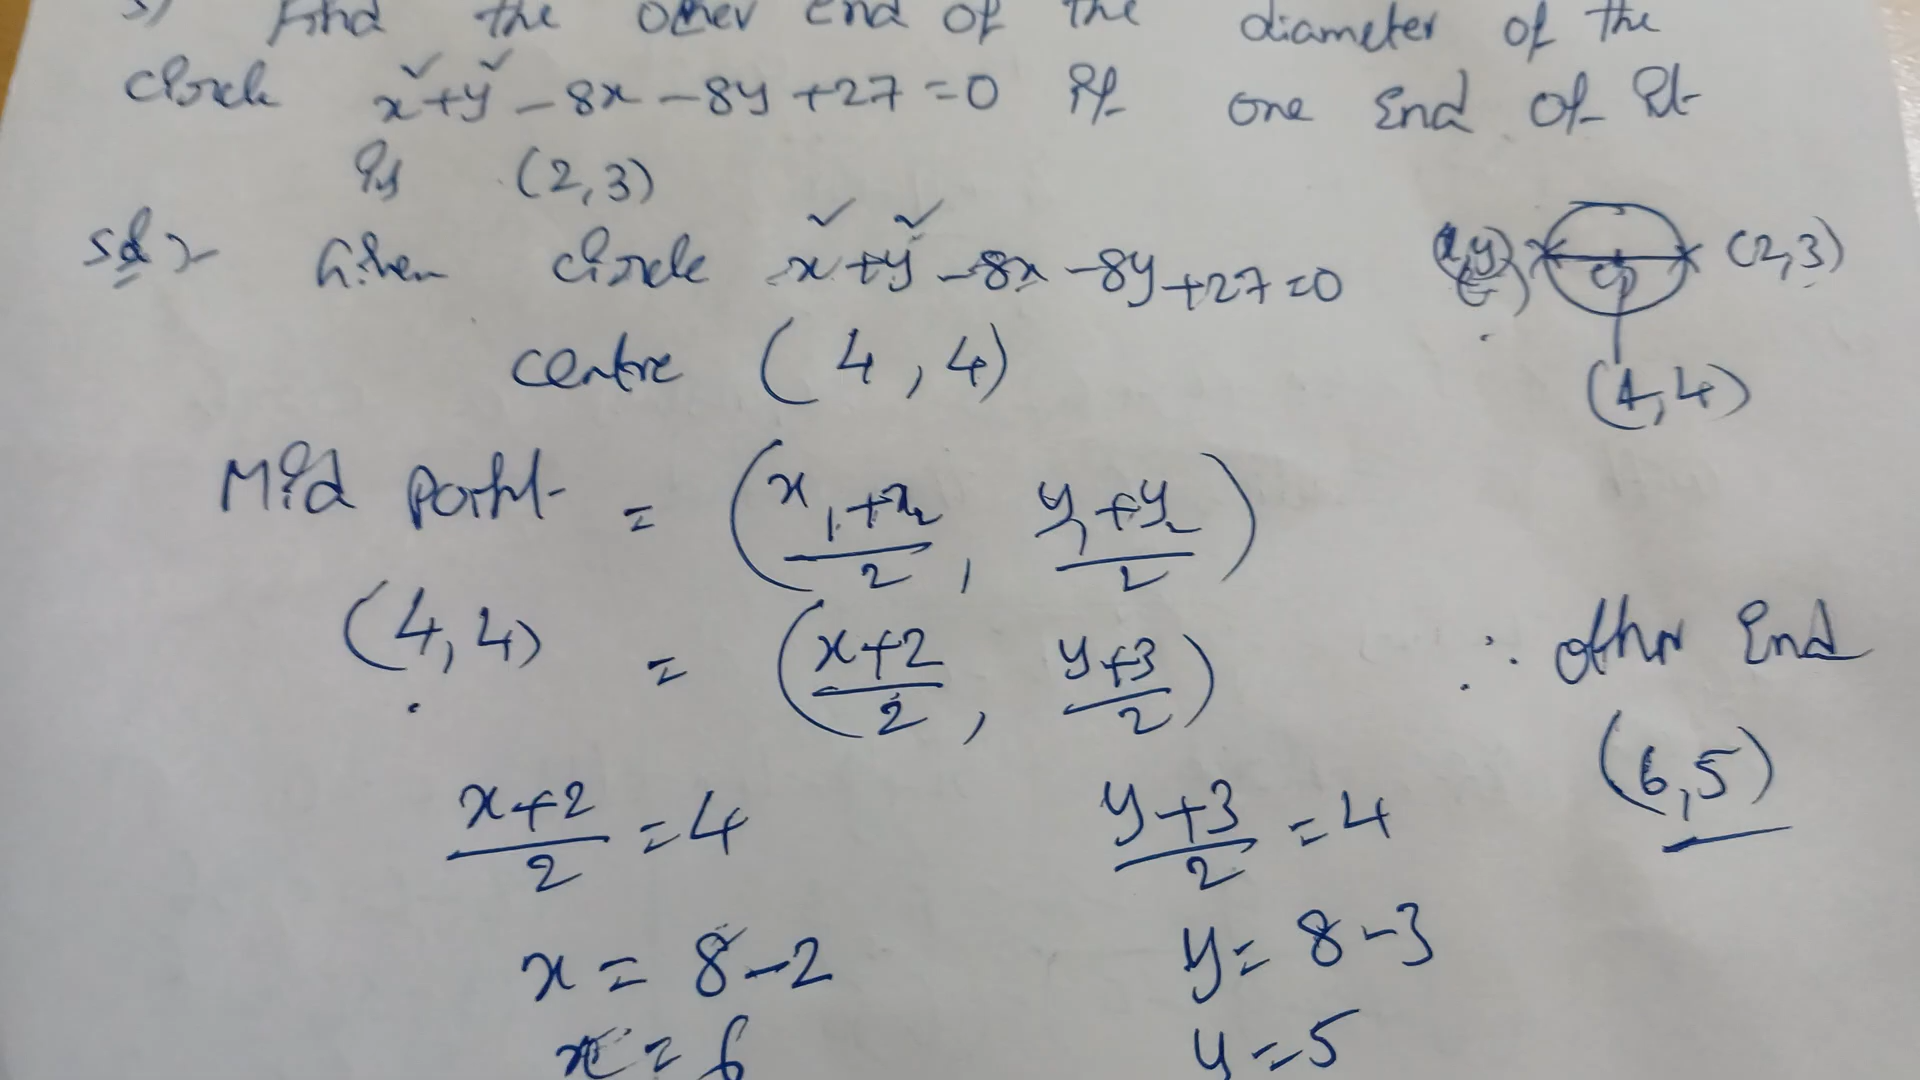 5) Find the other end of the diameter of the
circle x²+y² - 8x - 8y + 27 = 0 if one end of it
is (2,3)
Sol:- Given circle x²+y² - 8x - 8y + 27 = 0
(x,y) (2,3)
centre (4, 4)
(4,4)
Mid point = (x₁+x₂/2, y₁+y₂/2)
(4,4) = (x+2/2, y+3/2)
∴ other End
(6,5)
x+2/2 = 4 y+3/2 = 4
x = 8-2 y = 8-3
x = 6 y = 5